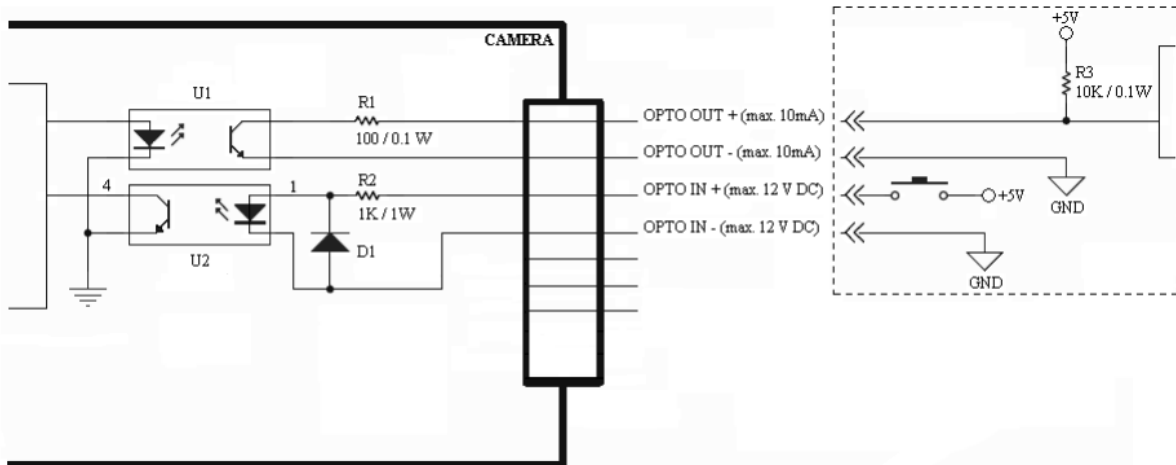 CAMERA
U1
R1
100 / 0.1 W
4
1
R2
1K / 1W
D1
U2
OPTO OUT + (max. 10mA)
OPTO OUT - (max. 10mA)
OPTO IN + (max. 12 V DC)
OPTO IN - (max. 12 V DC)
+5V
R3
10K / 0.1W
+5V
GND
GND